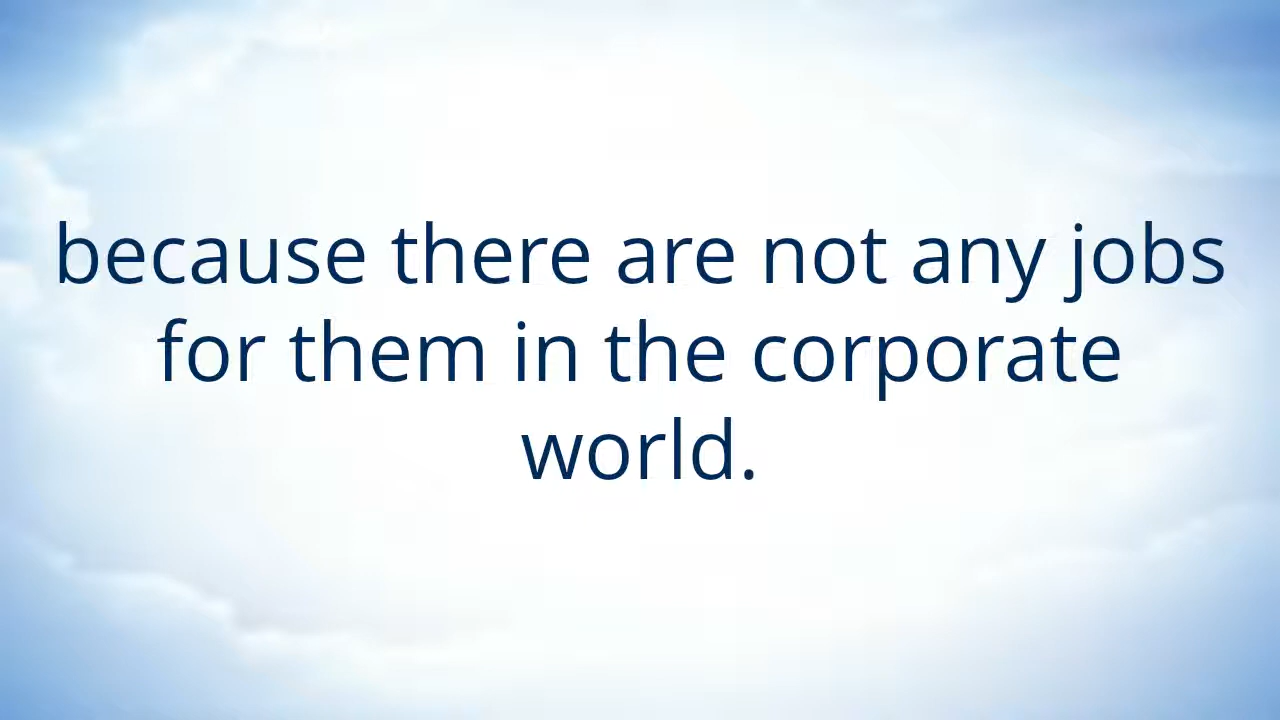 because there are not any jobs
for them in the corporate
world.